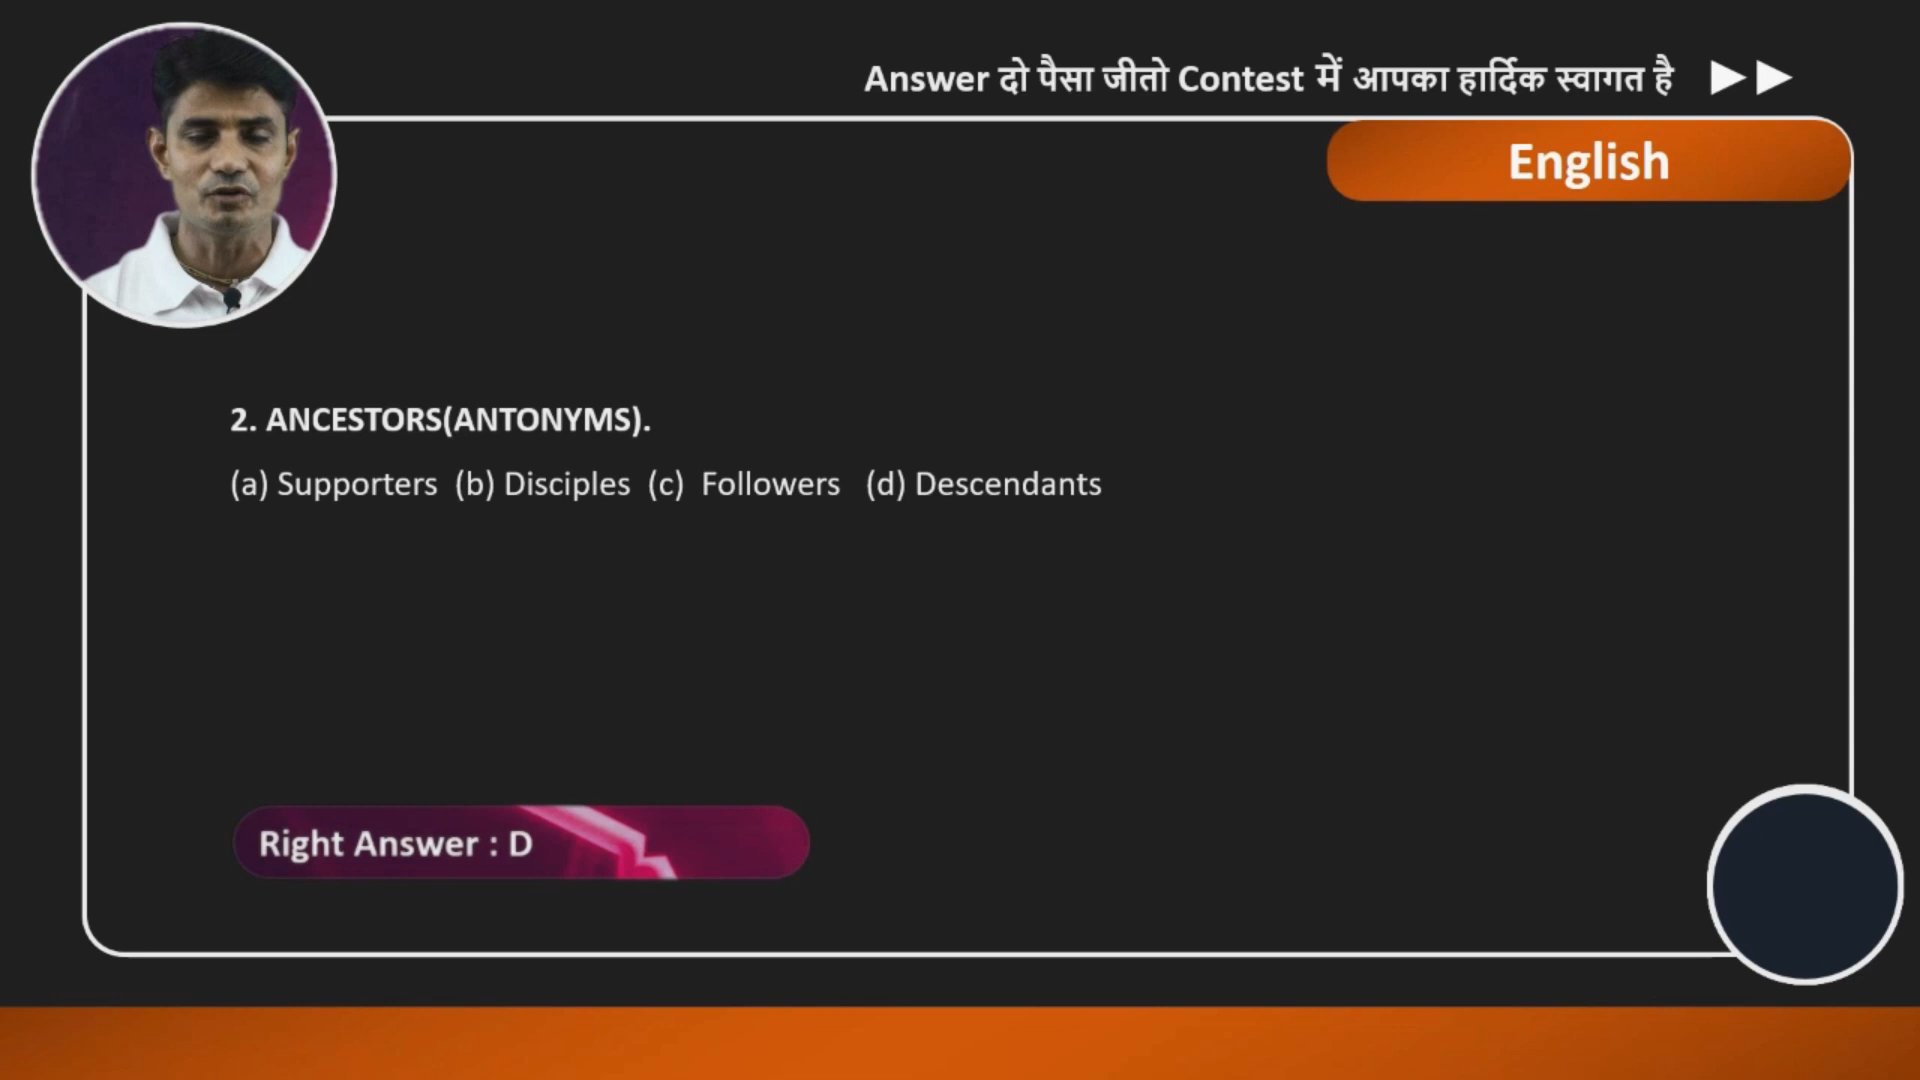 Answer दो पैसा जीतो Contest में आपका हार्दिक स्वागत है
English
2. ANCESTORS(ANTONYMS).
(a) Supporters (b) Disciples (c) Followers (d) Descendants
Right Answer : D